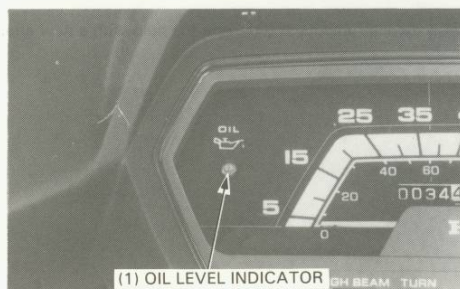 OIL
5 15 25 35
0 20 40 60
0034
(1) OIL LEVEL INDICATOR
GH BEAM TURN